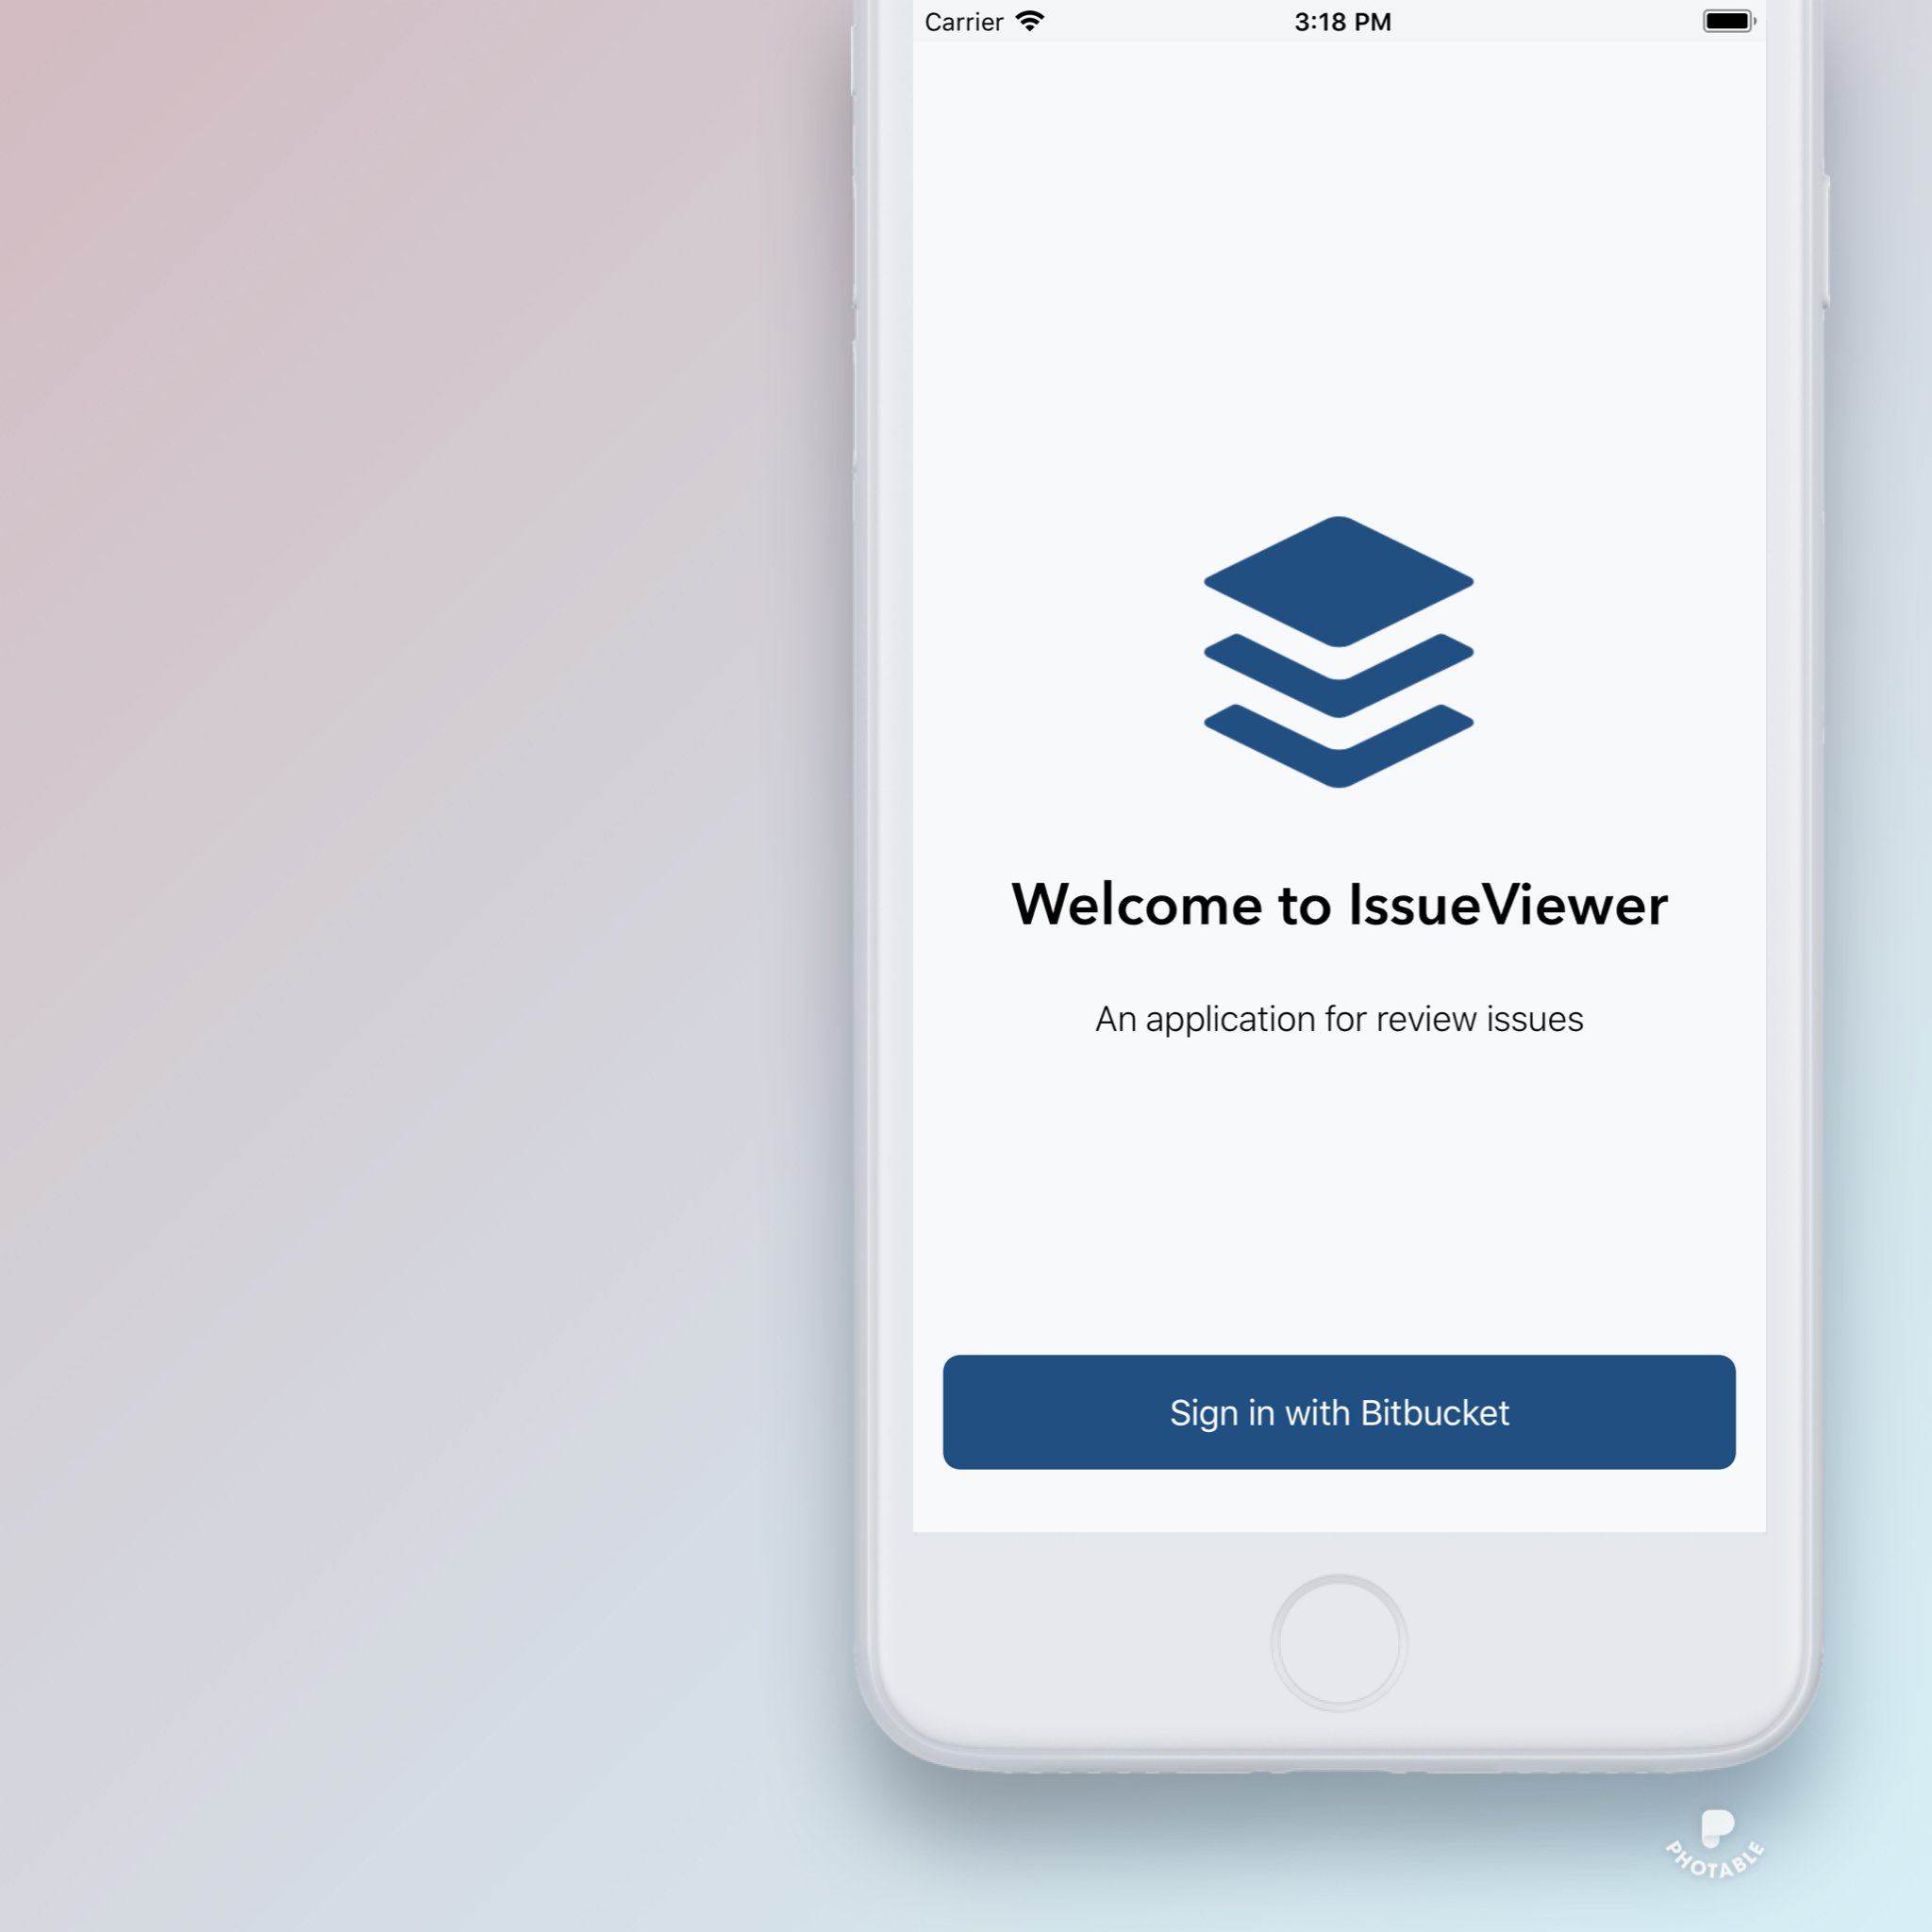 Carrier 3:18 PM
Welcome to IssueViewer
An application for review issues
Sign in with Bitbucket
PHOTABLE